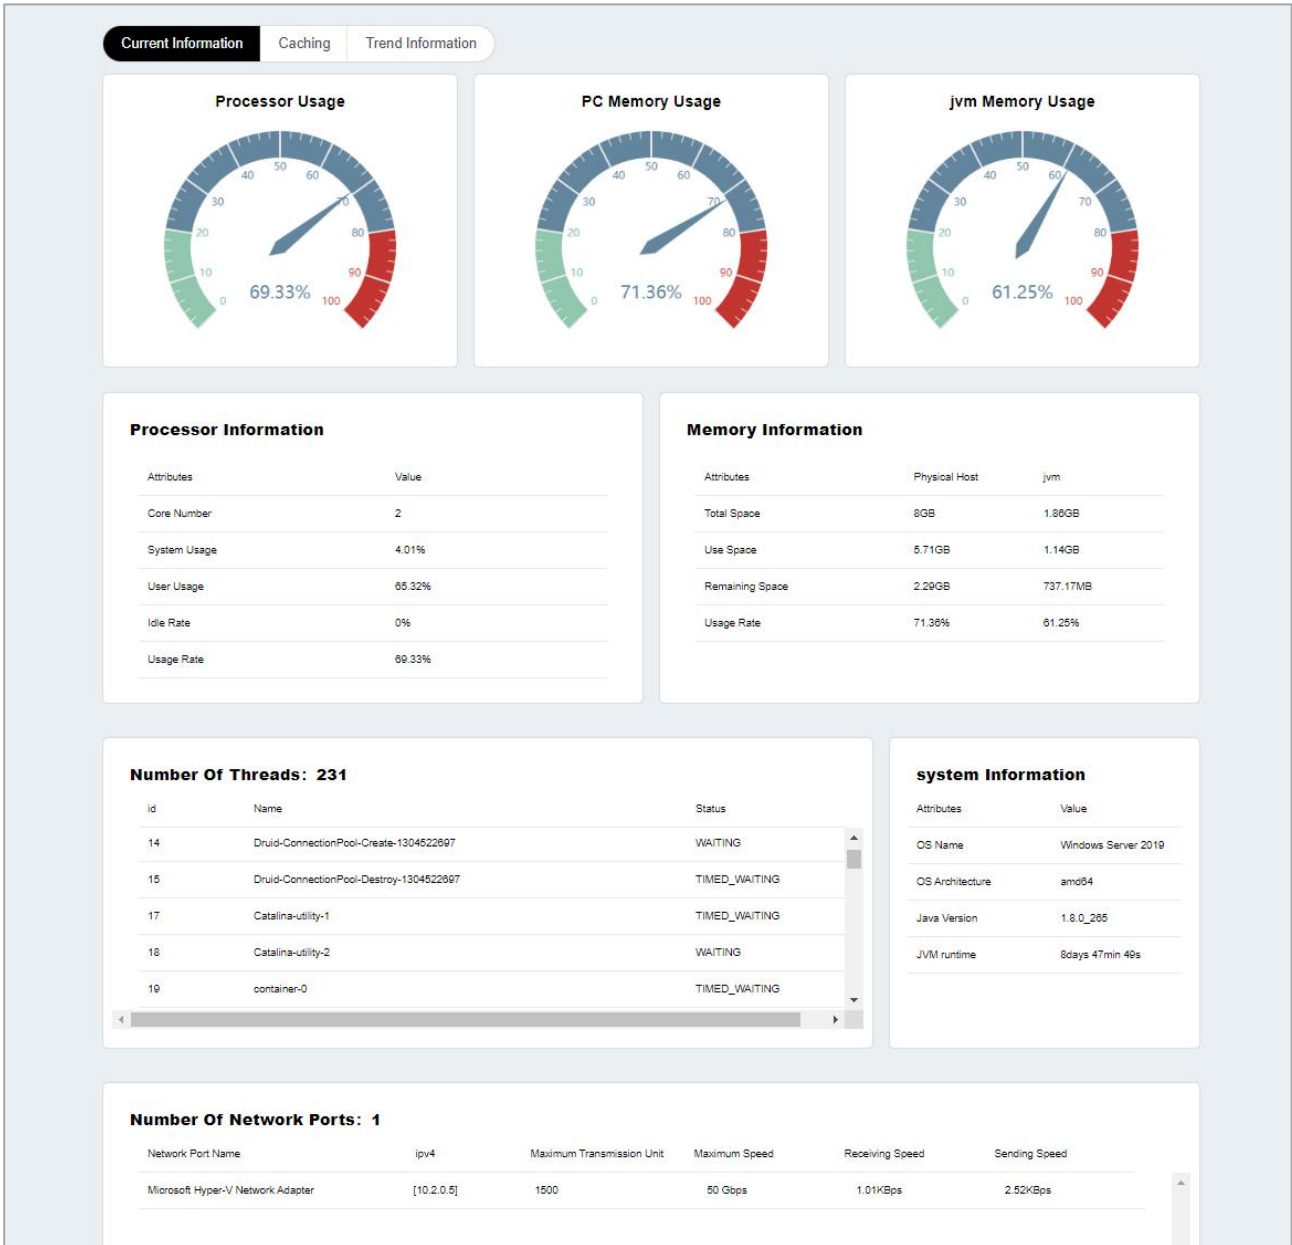 Current Information Caching Trend Information
Processor Usage PC Memory Usage jvm Memory Usage
0 10 20 30 40 50 60 70 80 90 100
69.33%
0 10 20 30 40 50 60 70 80 90 100
71.36%
0 10 20 30 40 50 60 70 80 90 100
61.25%
Processor Information
Attributes Value
Core Number 2
System Usage 4.01%
User Usage 65.32%
Idle Rate 0%
Usage Rate 69.33%
Memory Information
Attributes Physical Host jvm
Total Space 8GB 1.86GB
Use Space 5.71GB 1.14GB
Remaining Space 2.29GB 737.17MB
Usage Rate 71.36% 61.25%
Number Of Threads: 231
id Name Status
14 Druid-ConnectionPool-Create-1304522697 WAITING
15 Druid-ConnectionPool-Destroy-1304522697 TIMED_WAITING
17 Catalina-utility-1 TIMED_WAITING
18 Catalina-utility-2 WAITING
19 container-0 TIMED_WAITING
system Information
Attributes Value
OS Name Windows Server 2019
OS Architecture amd64
Java Version 1.8.0_265
JVM runtime 8days 47min 49s
Number Of Network Ports: 1
Network Port Name ipv4 Maximum Transmission Unit Maximum Speed Receiving Speed Sending Speed
Microsoft Hyper-V Network Adapter [10.2.0.5] 1500 50 Gbps 1.01KBps 2.52KBps